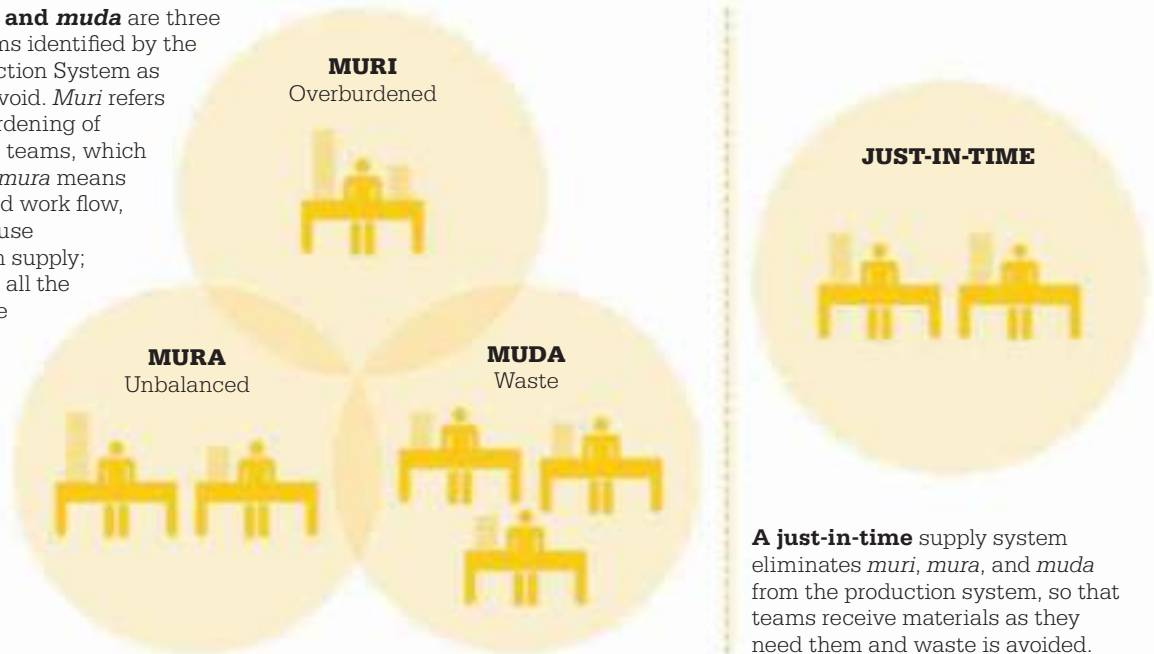 and muda are three
ms identified by the
ction System as
void. Muri refers
rdening of
teams, which
mura means
d work flow,
use
n supply;
all the
e
MURI
Overburdened
MURA
Unbalanced
MUDA
Waste
JUST-IN-TIME
A just-in-time supply system
eliminates muri, mura, and muda
from the production system, so that
teams receive materials as they
need them and waste is avoided.